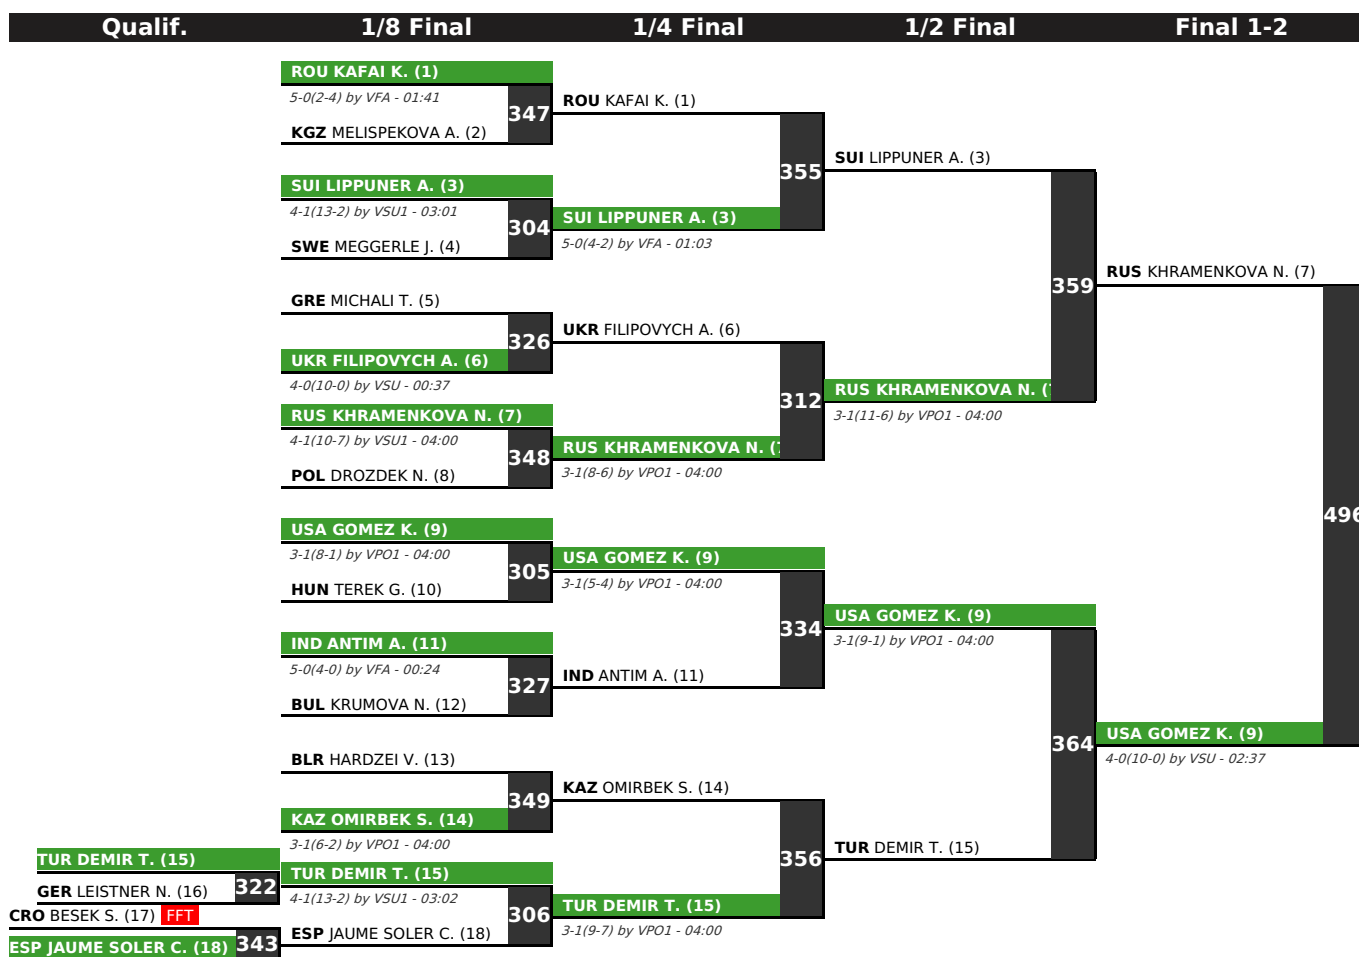 Qualif.
1/8 Final
1/4 Final
1/2 Final
Final 1-2
ROU KAFAI K. (1)
5-0(2-4) by VFA - 01:41
KGZ MELISPEKOVA A. (2)
347
SUI LIPPUNER A. (3)
4-1(13-2) by VSU1 - 03:01
SWE MEGGERLE J. (4)
304
GRE MICHALI T. (5)
326
UKR FILIPOVYCH A. (6)
4-0(10-0) by VSU - 00:37
RUS KHRAMENKOVA N. (7)
4-1(10-7) by VSU1 - 04:00
POL DROZDEK N. (8)
348
USA GOMEZ K. (9)
3-1(8-1) by VPO1 - 04:00
HUN TEREK G. (10)
305
IND ANTIM A. (11)
5-0(4-0) by VFA - 00:24
BUL KRUMOVA N. (12)
327
BLR HARDZEI V. (13)
349
KAZ OMIRBEK S. (14)
3-1(6-2) by VPO1 - 04:00
TUR DEMIR T. (15)
4-1(13-2) by VSU1 - 03:02
ESP JAUME SOLER C. (18)
306
TUR DEMIR T. (15)
GER LEISTNER N. (16)
322
CRO BESEK S. (17) FFT
ESP JAUME SOLER C. (18)
343
ROU KAFAI K. (1)
355
SUI LIPPUNER A. (3)
5-0(4-2) by VFA - 01:03
UKR FILIPOVYCH A. (6)
312
RUS KHRAMENKOVA N. (7
3-1(8-6) by VPO1 - 04:00
USA GOMEZ K. (9)
3-1(5-4) by VPO1 - 04:00
334
IND ANTIM A. (11)
KAZ OMIRBEK S. (14)
356
TUR DEMIR T. (15)
3-1(9-7) by VPO1 - 04:00
SUI LIPPUNER A. (3)
359
RUS KHRAMENKOVA N. (7
3-1(11-6) by VPO1 - 04:00
USA GOMEZ K. (9)
3-1(9-1) by VPO1 - 04:00
364
TUR DEMIR T. (15)
RUS KHRAMENKOVA N. (7)
496
USA GOMEZ K. (9)
4-0(10-0) by VSU - 02:37